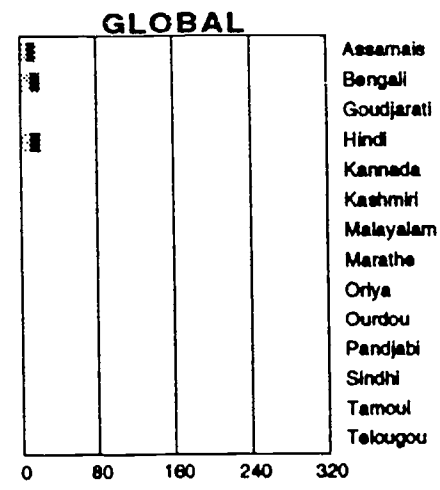 GLOBAL
Assamais
Bengali
Goudjarati
Hindi
Kannada
Kashmiri
Malayalam
Marathe
Oriya
Ourdou
Pandjabi
Sindhi
Tamoul
Telougou
0 80 160 240 320